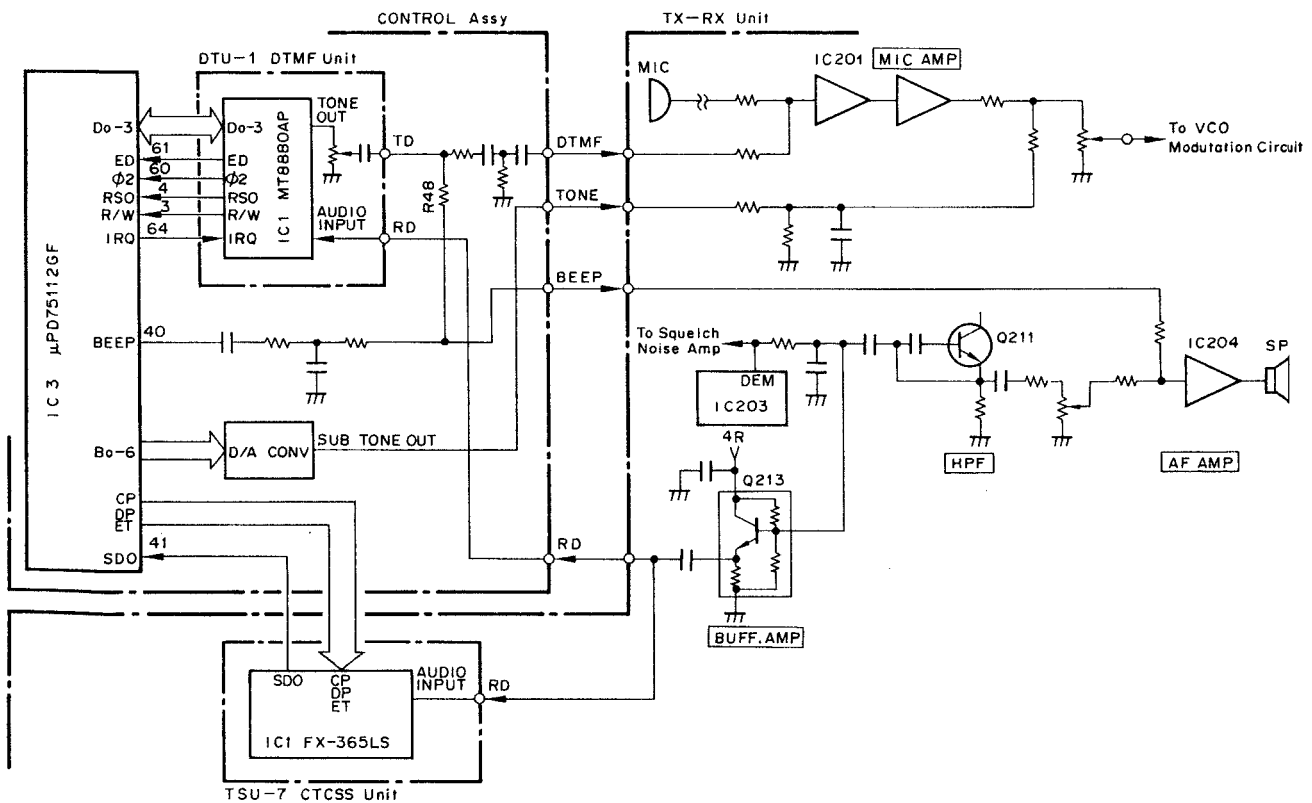 CONTROL Assy
TX-RX Unit
DTU-1 DTMF Unit
MIC
IC201
MIC AMP
TONE OUT
To VCO
Modutation Circuit
Do-3
Do-3
TD
DTMF
ED
61
ED
ϕ2
60
ϕ2
RSO
4
RSO
R/W
3
R/W
IRQ
64
IRQ
IC1 MT8880AP
AUDIO INPUT
RD
R48
TONE
BEEP
IC3 μPD75112GF
BEEP
40
To Squelch
Noise Amp
DEM
IC203
Q211
IC204
SP
HPF
AF AMP
Bo-6
D/A CONV
SUB TONE OUT
4R
Q213
CP
DP
ET
SDO
41
RD
BUFF.AMP
SDO
CP
DP
ET
AUDIO INPUT
RD
IC1 FX-365LS
TSU-7 CTCSS Unit